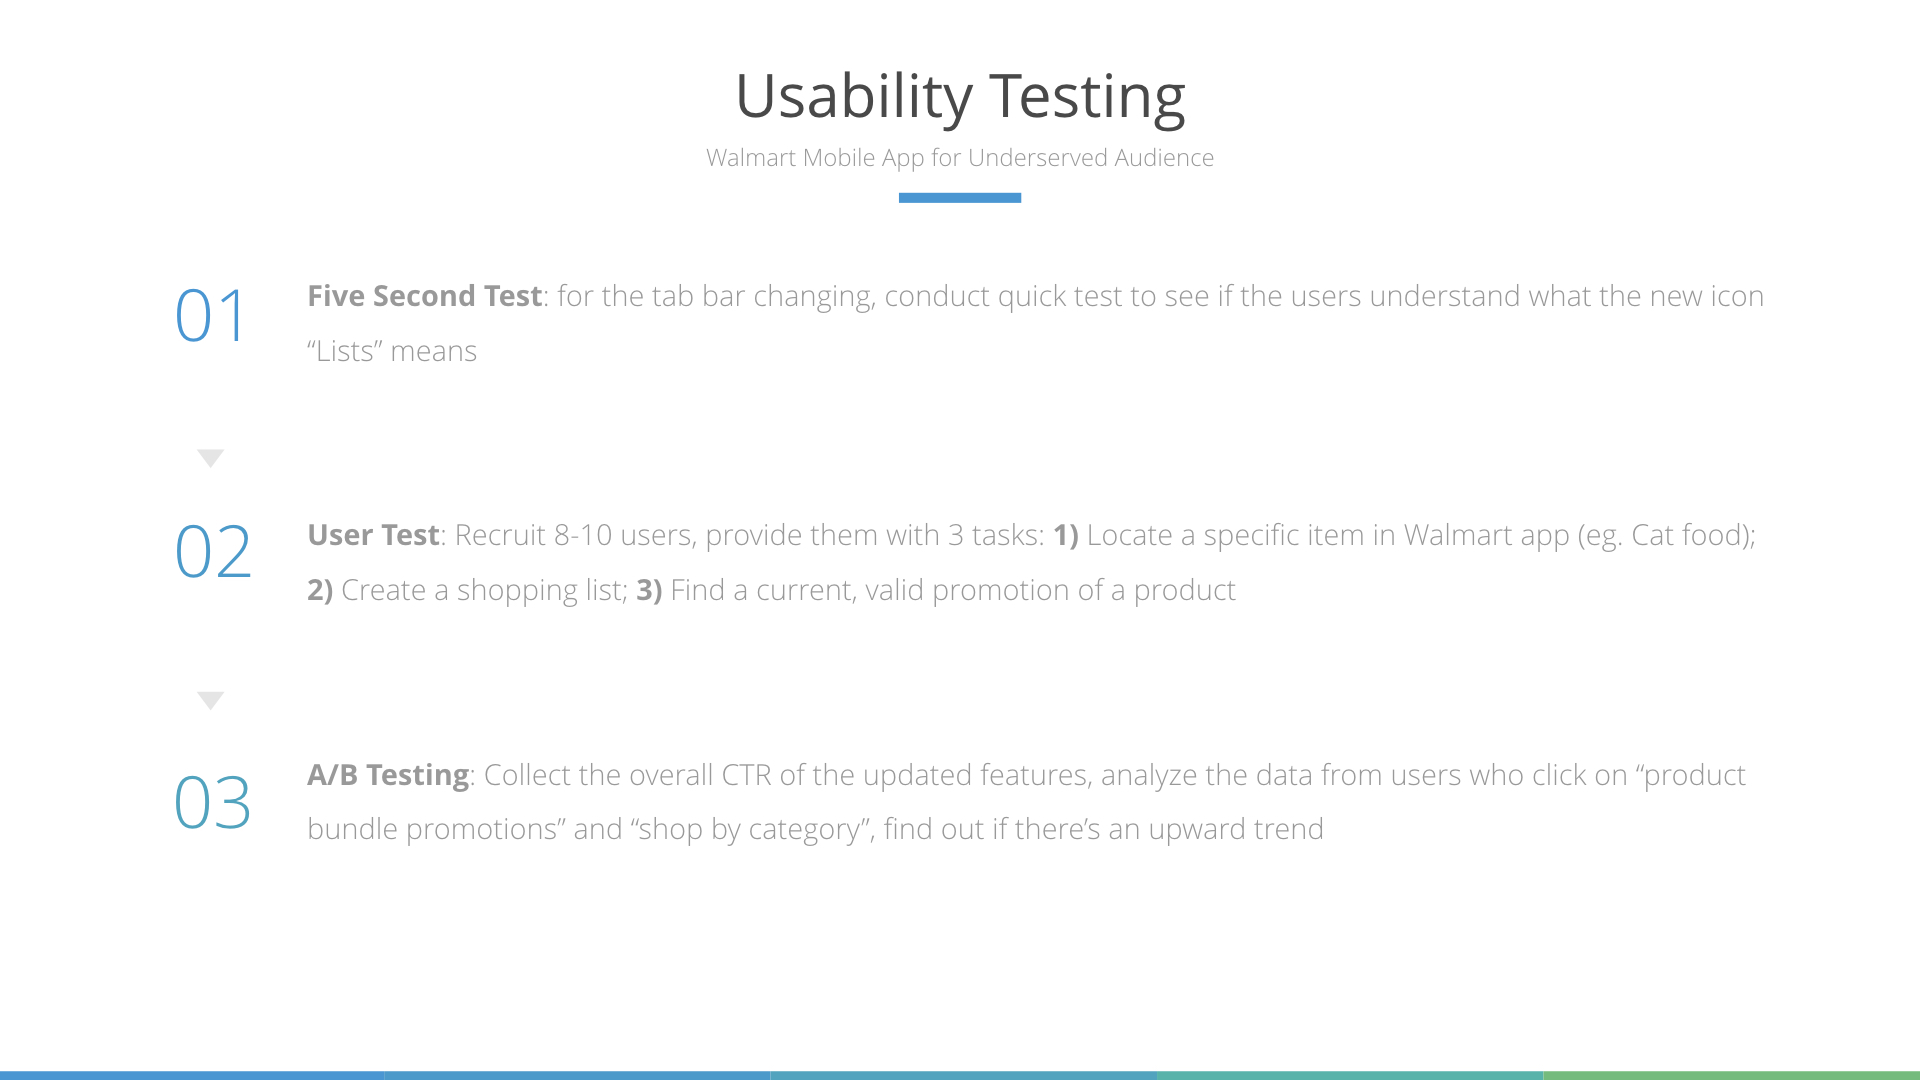 Usability Testing
Walmart Mobile App for Underserved Audience
01
Five Second Test: for the tab bar changing, conduct quick test to see if the users understand what the new icon
“Lists” means
02
User Test: Recruit 8-10 users, provide them with 3 tasks: 1) Locate a specific item in Walmart app (eg. Cat food);
2) Create a shopping list; 3) Find a current, valid promotion of a product
03
A/B Testing: Collect the overall CTR of the updated features, analyze the data from users who click on “product
bundle promotions” and “shop by category”, find out if there’s an upward trend